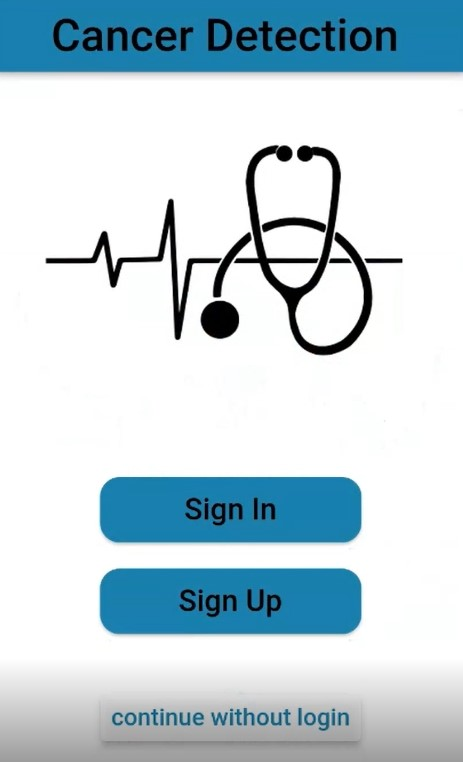 Cancer Detection
Sign In
Sign Up
continue without login